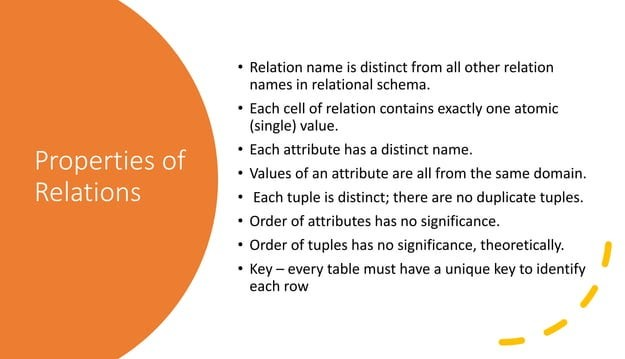 Properties of
Relations
• Relation name is distinct from all other relation
names in relational schema.
• Each cell of relation contains exactly one atomic
(single) value.
• Each attribute has a distinct name.
• Values of an attribute are all from the same domain.
• Each tuple is distinct; there are no duplicate tuples.
• Order of attributes has no significance.
• Order of tuples has no significance, theoretically.
• Key – every table must have a unique key to identify
each row